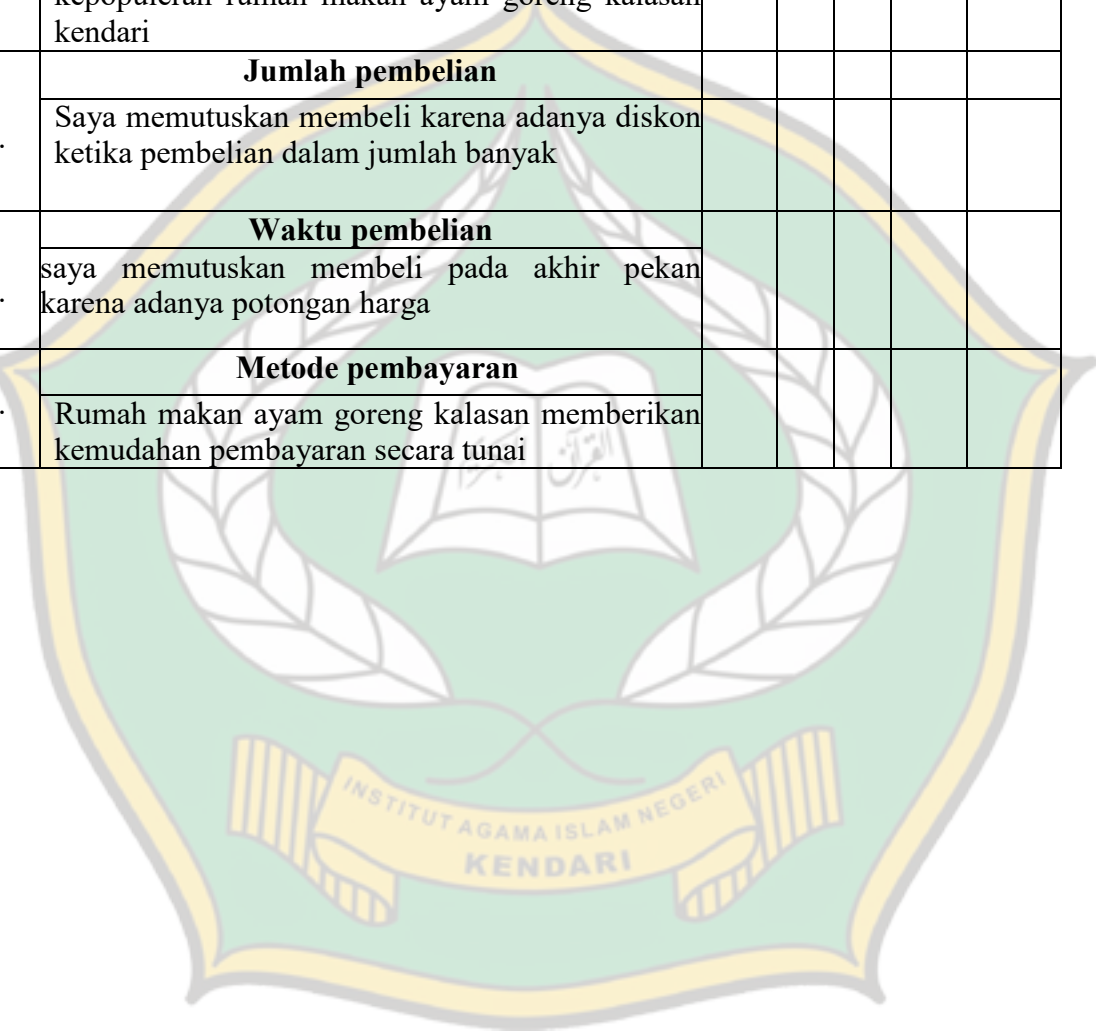 kepopuleran rumah makan ayam goreng kalasan
kendari
Jumlah pembelian
Saya memutuskan membeli karena adanya diskon
ketika pembelian dalam jumlah banyak
Waktu pembelian
saya memutuskan membeli pada akhir pekan
karena adanya potongan harga
Metode pembayaran
Rumah makan ayam goreng kalasan memberikan
kemudahan pembayaran secara tunai
INSTITUT AGAMA ISLAM NEGERI
KENDARI